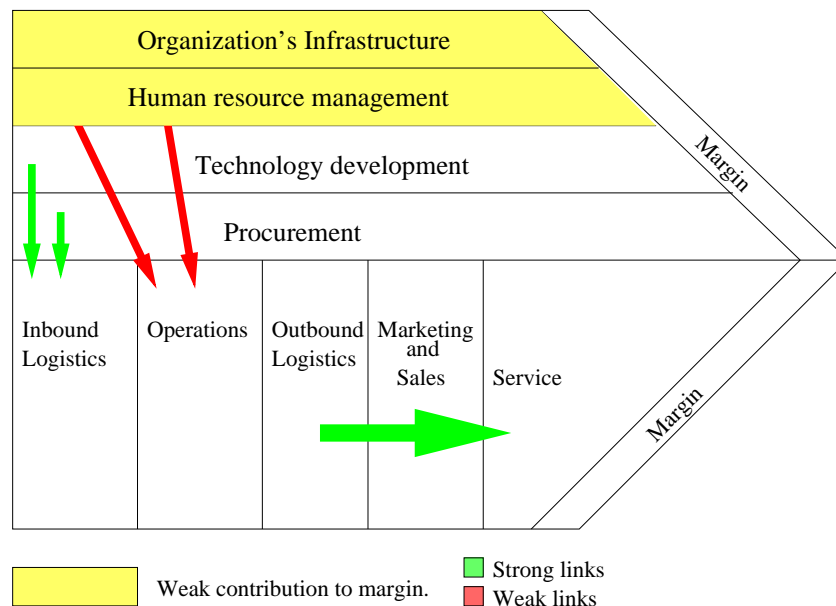 Organization’s Infrastructure
Human resource management
Technology development
Procurement
Margin
Inbound
Logistics
Operations
Outbound
Logistics
Marketing
and
Sales
Service
Margin
Weak contribution to margin.
Strong links
Weak links